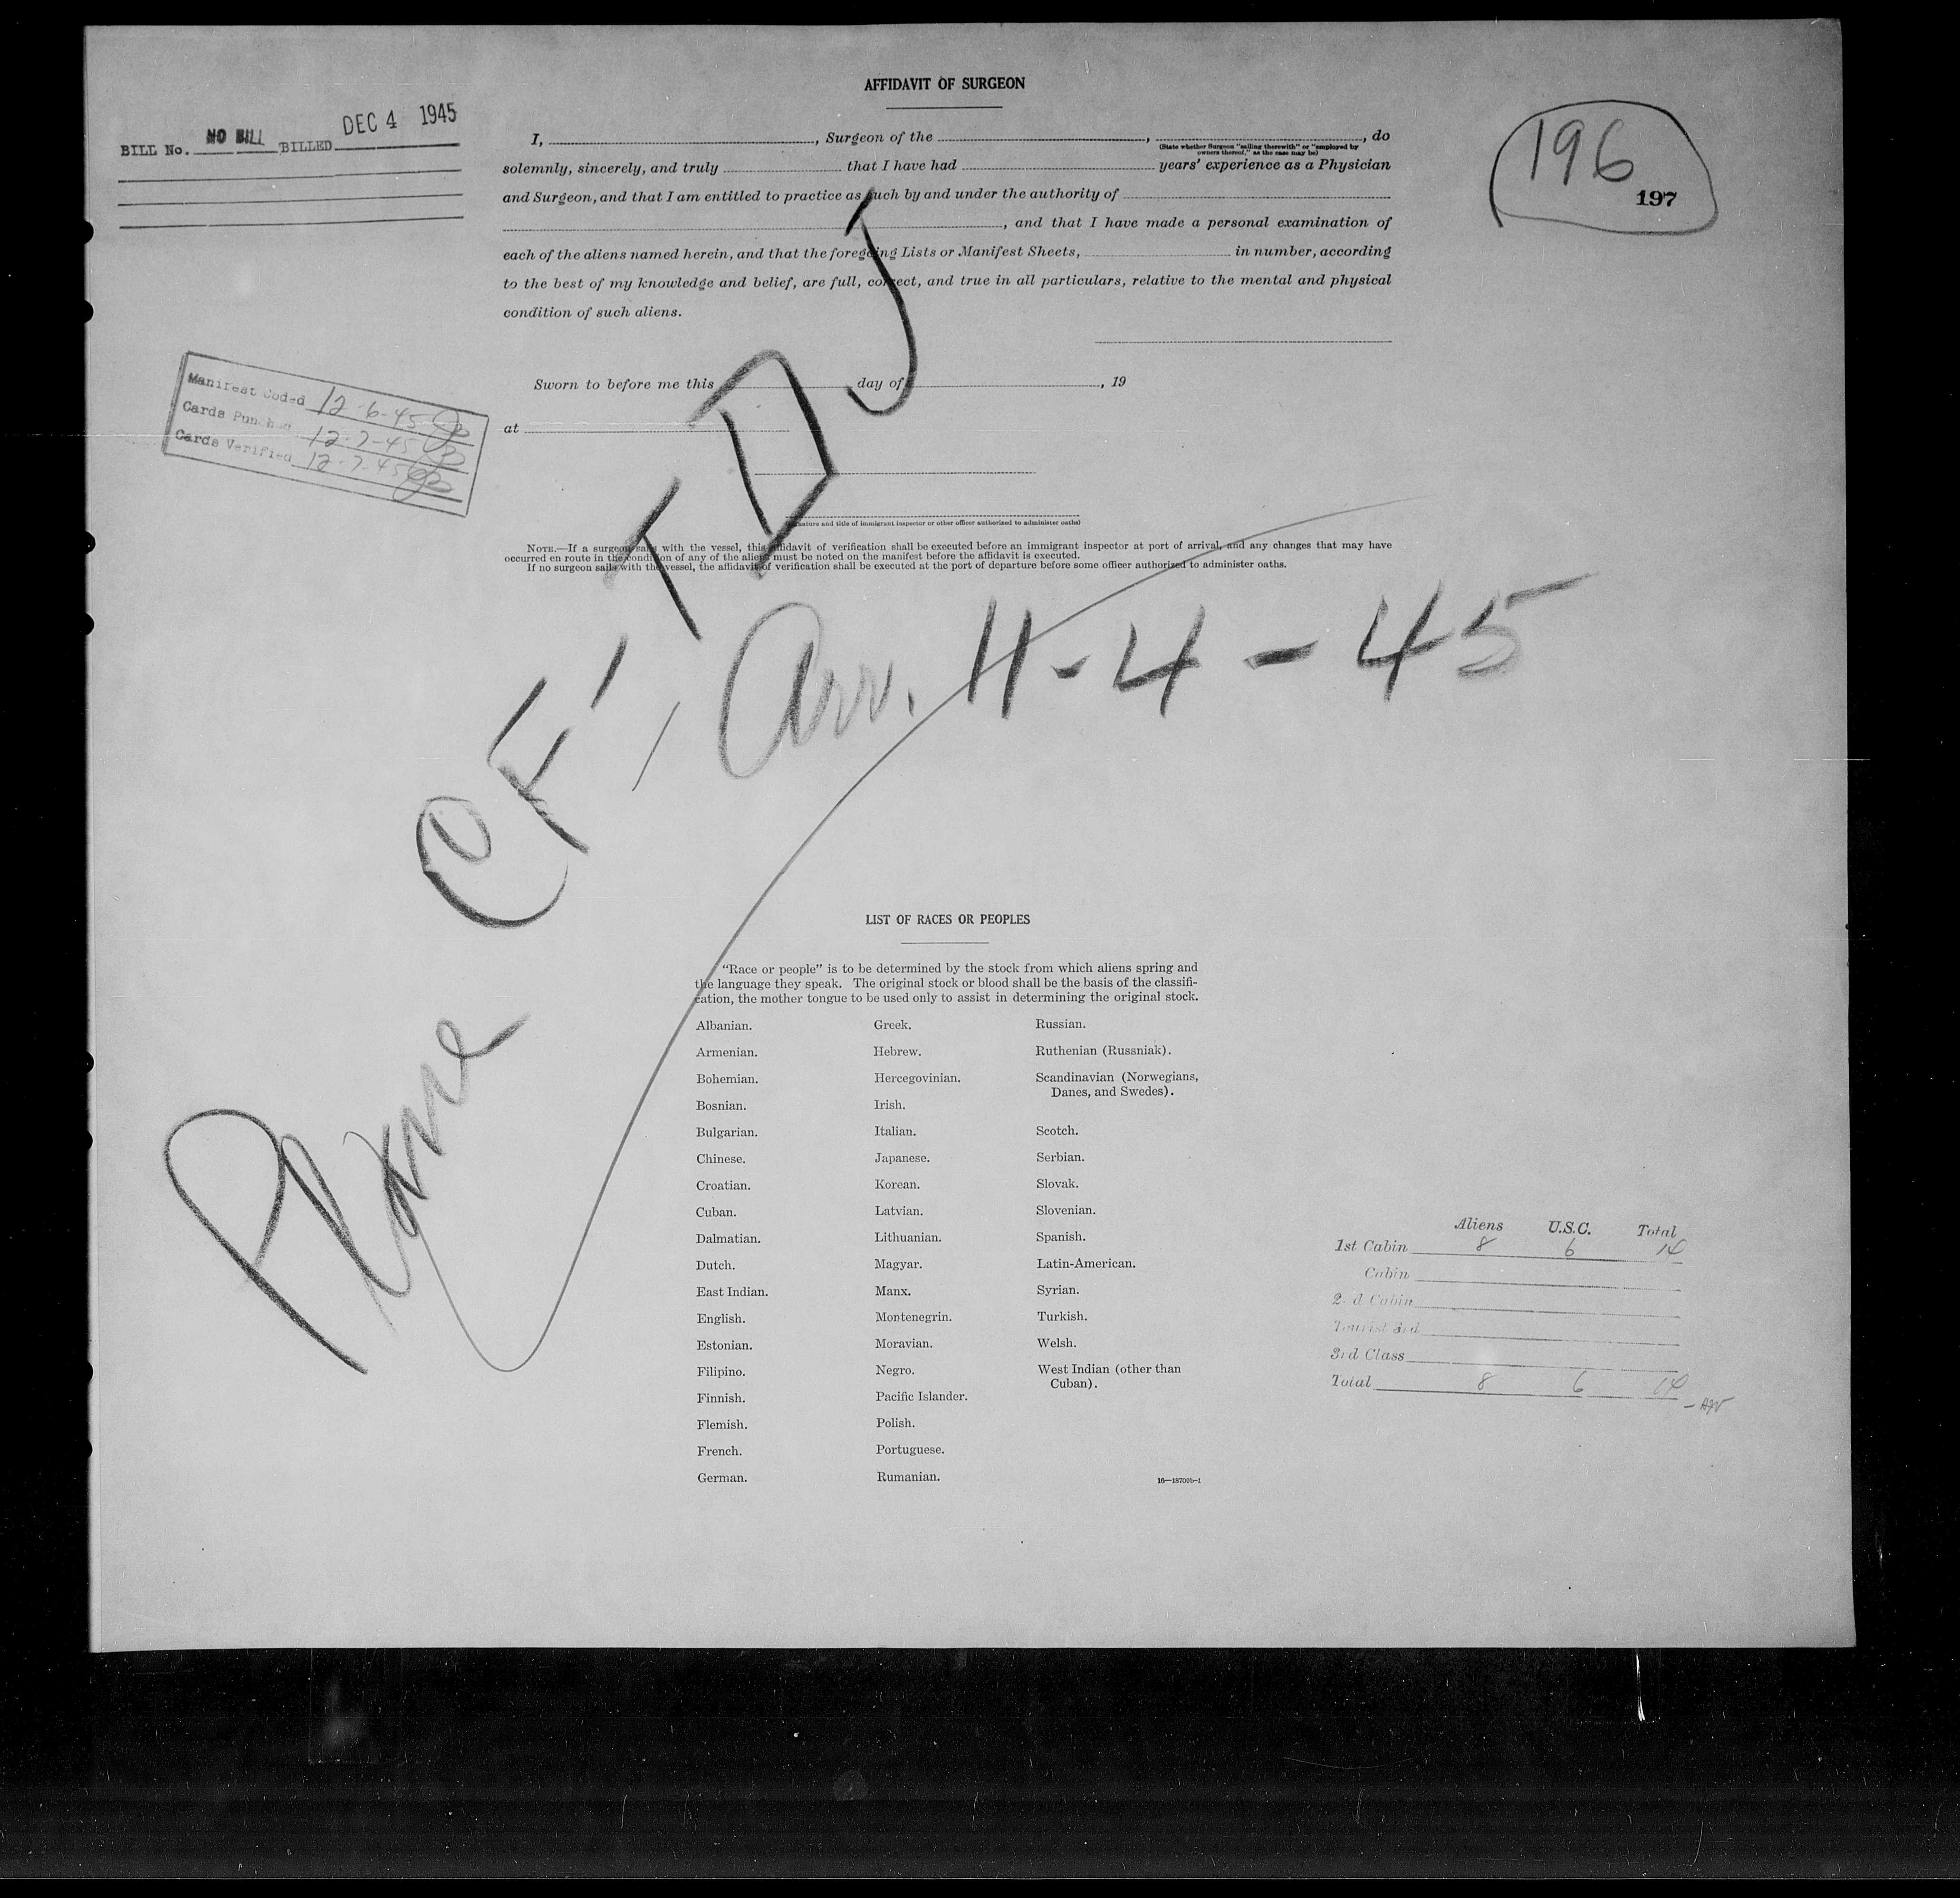 AFFIDAVIT OF SURGEON
BILL No. NO BILL BILLED DEC 4 1945
196
197
I, , Surgeon of the , , do
(State whether Surgeon "sailing therewith" or "employed by
owners thereof," as the case may be)
solemnly, sincerely, and truly that I have had years' experience as a Physician
and Surgeon, and that I am entitled to practice as such by and under the authority of
, and that I have made a personal examination of
each of the aliens named herein, and that the foregoing Lists or Manifest Sheets, in number, according
to the best of my knowledge and belief, are full, correct, and true in all particulars, relative to the mental and physical
condition of such aliens.
Sworn to before me this day of , 19
at
Manifest Coded 12-6-45
Cards Punched 12-7-45
Cards Verified 12-7-45
(Signature and title of immigrant inspector or other officer authorized to administer oaths)
NOTE.—If a surgeon sails with the vessel, this affidavit of verification shall be executed before an immigrant inspector at port of arrival, and any changes that may have
occurred en route in the condition of any of the aliens must be noted on the manifest before the affidavit is executed.
If no surgeon sails with the vessel, the affidavit of verification shall be executed at the port of departure before some officer authorized to administer oaths.
Plane CF-TDJ
Arr. 11-4-45
LIST OF RACES OR PEOPLES
"Race or people" is to be determined by the stock from which aliens spring and
the language they speak. The original stock or blood shall be the basis of the classifi-
cation, the mother tongue to be used only to assist in determining the original stock.
Albanian.
Armenian.
Bohemian.
Bosnian.
Bulgarian.
Chinese.
Croatian.
Cuban.
Dalmatian.
Dutch.
East Indian.
English.
Estonian.
Filipino.
Finnish.
Flemish.
French.
German.
Greek.
Hebrew.
Hercegovinian.
Irish.
Italian.
Japanese.
Korean.
Latvian.
Lithuanian.
Magyar.
Manx.
Montenegrin.
Moravian.
Negro.
Pacific Islander.
Polish.
Portuguese.
Rumanian.
Russian.
Ruthenian (Russniak).
Scandinavian (Norwegians,
Danes, and Swedes).
Scotch.
Serbian.
Slovak.
Slovenian.
Spanish.
Latin-American.
Syrian.
Turkish.
Welsh.
West Indian (other than
Cuban).
16—18709b-1
Aliens U.S.C. Total
1st Cabin 8 6 14
Cabin
2nd Cabin
Tourist 3rd
3rd Class
Total 8 6 14